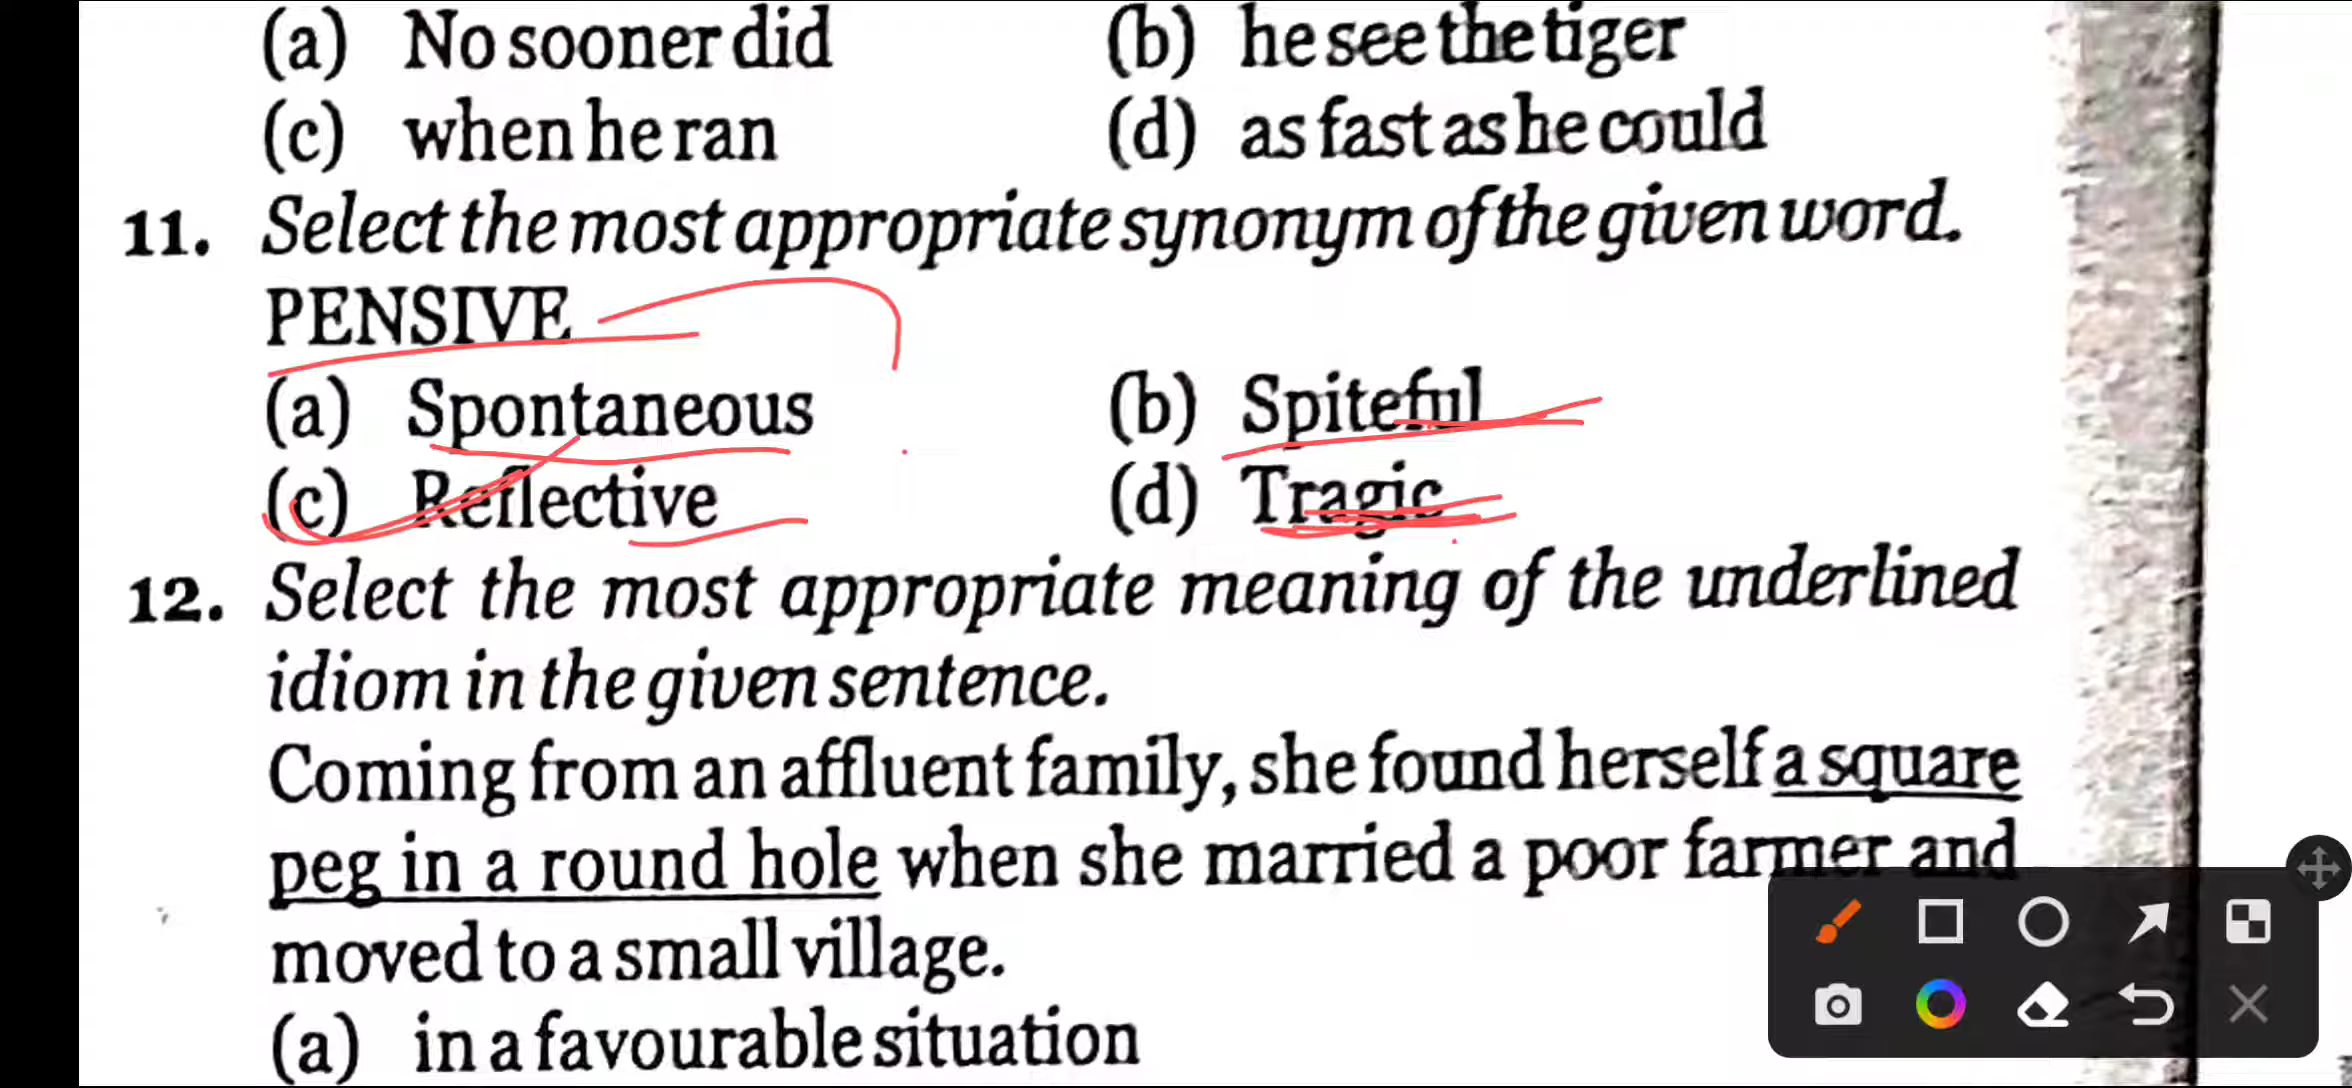 (a) No sooner did (b) he see the tiger
(c) when he ran (d) as fast as he could
11. Select the most appropriate synonym of the given word.
PENSIVE
(a) Spontaneous (b) Spiteful
(c) Reflective (d) Tragic
12. Select the most appropriate meaning of the underlined
idiom in the given sentence.
Coming from an affluent family, she found herself a square
peg in a round hole when she married a poor farmer and
moved to a small village.
(a) in a favourable situation